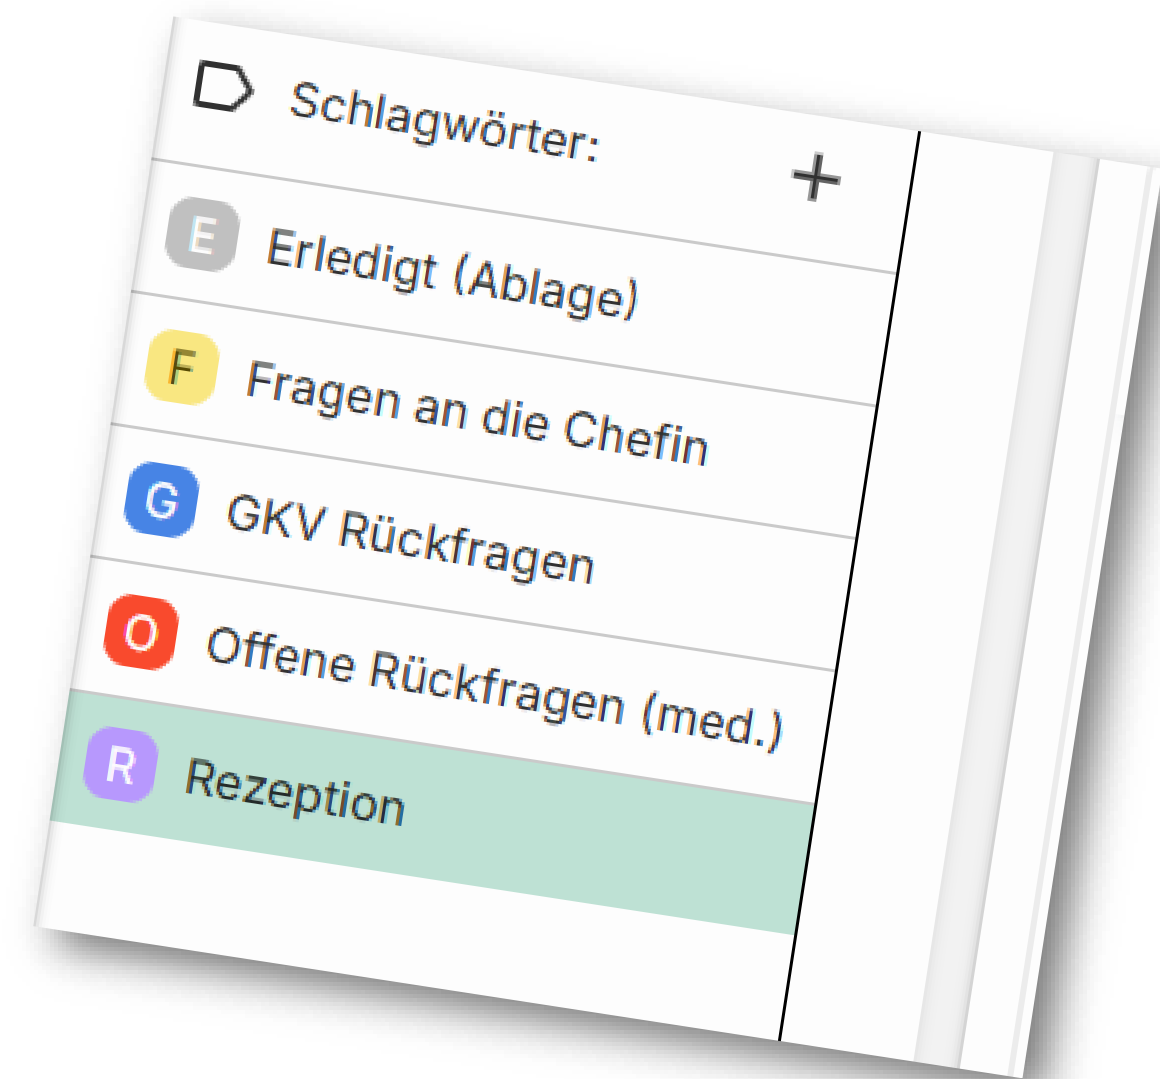 Schlagwörter: +
E Erledigt (Ablage)
F Fragen an die Chefin
G GKV Rückfragen
O Offene Rückfragen (med.)
R Rezeption